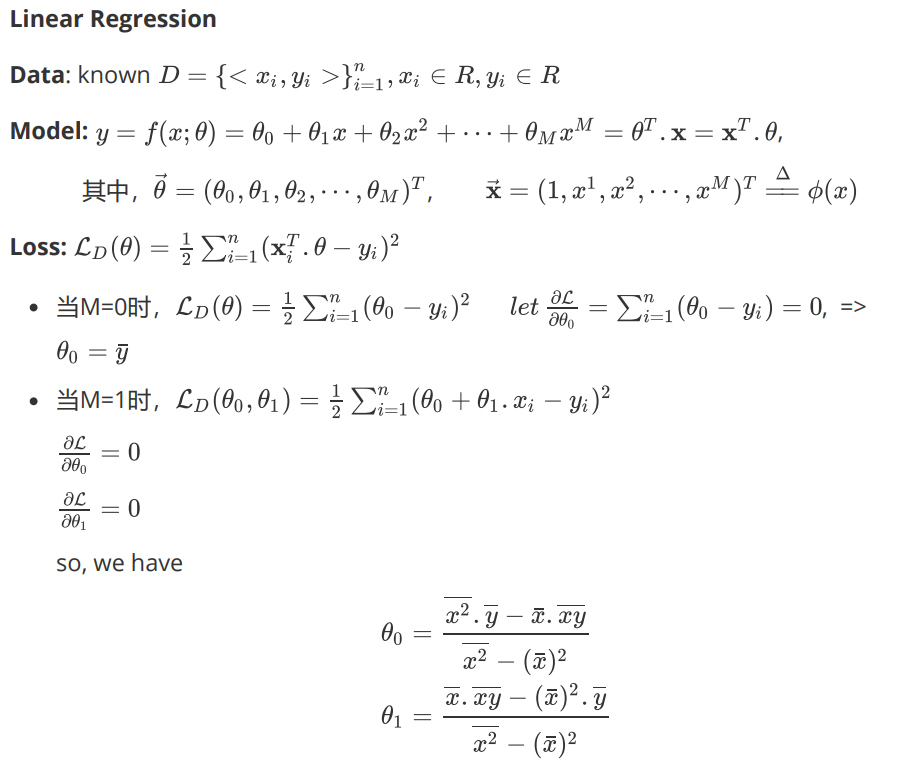 Linear Regression
Data: known $D = \{< x_i, y_i >\}_{i=1}^{n}, x_i \in R, y_i \in R$
Model: $y = f(x; \theta) = \theta_0 + \theta_1 x + \theta_2 x^2 + \cdots + \theta_M x^M = \theta^T . \mathbf{x} = \mathbf{x}^T . \theta$,
其中，$\vec{\theta} = (\theta_0, \theta_1, \theta_2, \cdots, \theta_M)^T$, $\vec{\mathbf{x}} = (1, x^1, x^2, \cdots, x^M)^T \overset{\Delta}{=\!=} \phi(x)$
Loss: $\mathcal{L}_D(\theta) = \frac{1}{2} \sum_{i=1}^{n} (\mathbf{x}_i^T . \theta - y_i)^2$
• 当M=0时，$\mathcal{L}_D(\theta) = \frac{1}{2} \sum_{i=1}^{n} (\theta_0 - y_i)^2$ $let \frac{\partial \mathcal{L}}{\partial \theta_0} = \sum_{i=1}^{n} (\theta_0 - y_i) = 0$, =>
$\theta_0 = \bar{y}$
• 当M=1时，$\mathcal{L}_D(\theta_0, \theta_1) = \frac{1}{2} \sum_{i=1}^{n} (\theta_0 + \theta_1 . x_i - y_i)^2$
$\frac{\partial \mathcal{L}}{\partial \theta_0} = 0$
$\frac{\partial \mathcal{L}}{\partial \theta_1} = 0$
so, we have
$\theta_0 = \frac{\overline{x^2} . \overline{y} - \bar{x} . \overline{xy}}{\overline{x^2} - (\bar{x})^2}$
$\theta_1 = \frac{\overline{x} . \overline{xy} - (\bar{x})^2 . \overline{y}}{\overline{x^2} - (\bar{x})^2}$